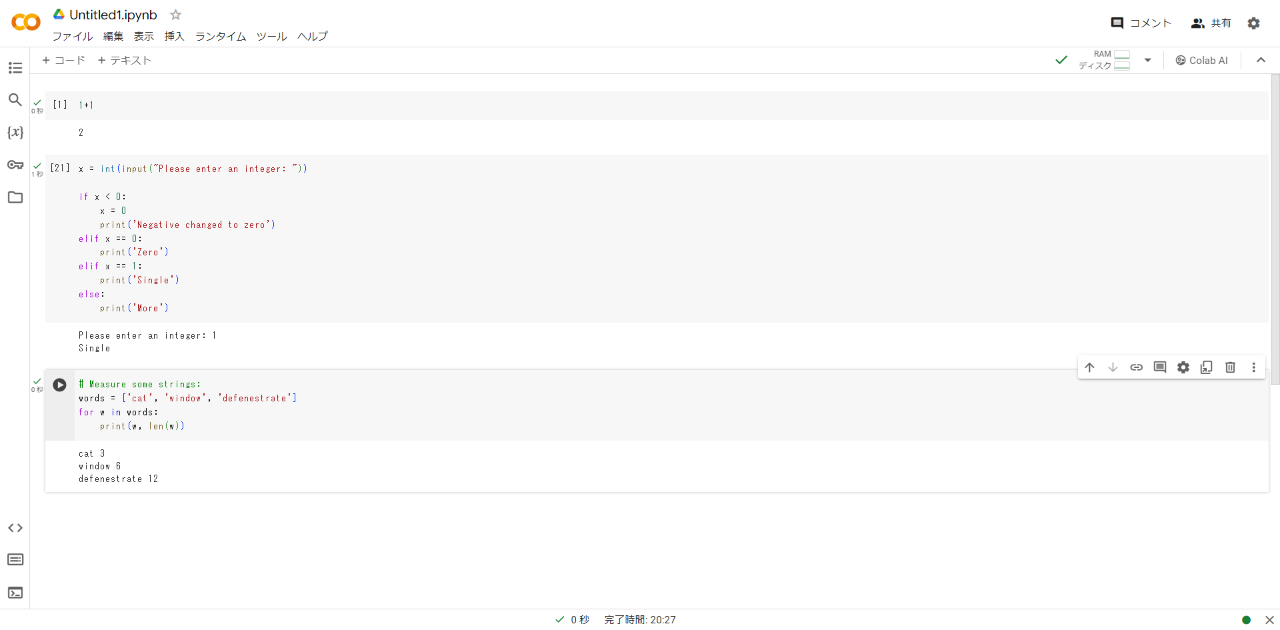 Untitled1.ipynb
コメント 共有
ファイル 編集 表示 挿入 ランタイム ツール ヘルプ
+ コード + テキスト
RAM
ディスク
Colab AI
0 秒
[1] 1+1
2
1 秒
[21] x = int(input("Please enter an integer: "))
if x < 0:
    x = 0
    print('Negative changed to zero')
elif x == 0:
    print('Zero')
elif x == 1:
    print('Single')
else:
    print('More')
Please enter an integer: 1
Single
0 秒
# Measure some strings:
words = ['cat', 'window', 'defenestrate']
for w in words:
    print(w, len(w))
cat 3
window 6
defenestrate 12
0 秒 完了時間: 20:27